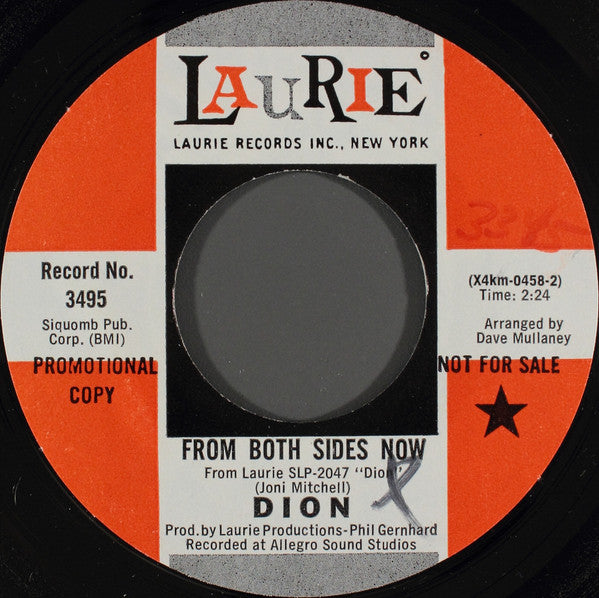 LAURIE
LAURIE RECORDS INC., NEW YORK
Record No.
3495
Siquomb Pub.
Corp. (BMI)
PROMOTIONAL
COPY
3345
(X4km-0458-2)
Time: 2:24
Arranged by
Dave Mullaney
NOT FOR SALE
FROM BOTH SIDES NOW
From Laurie SLP-2047 "Dion"
(Joni Mitchell)
DION
Prod. by Laurie Productions-Phil Gernhard
Recorded at Allegro Sound Studios